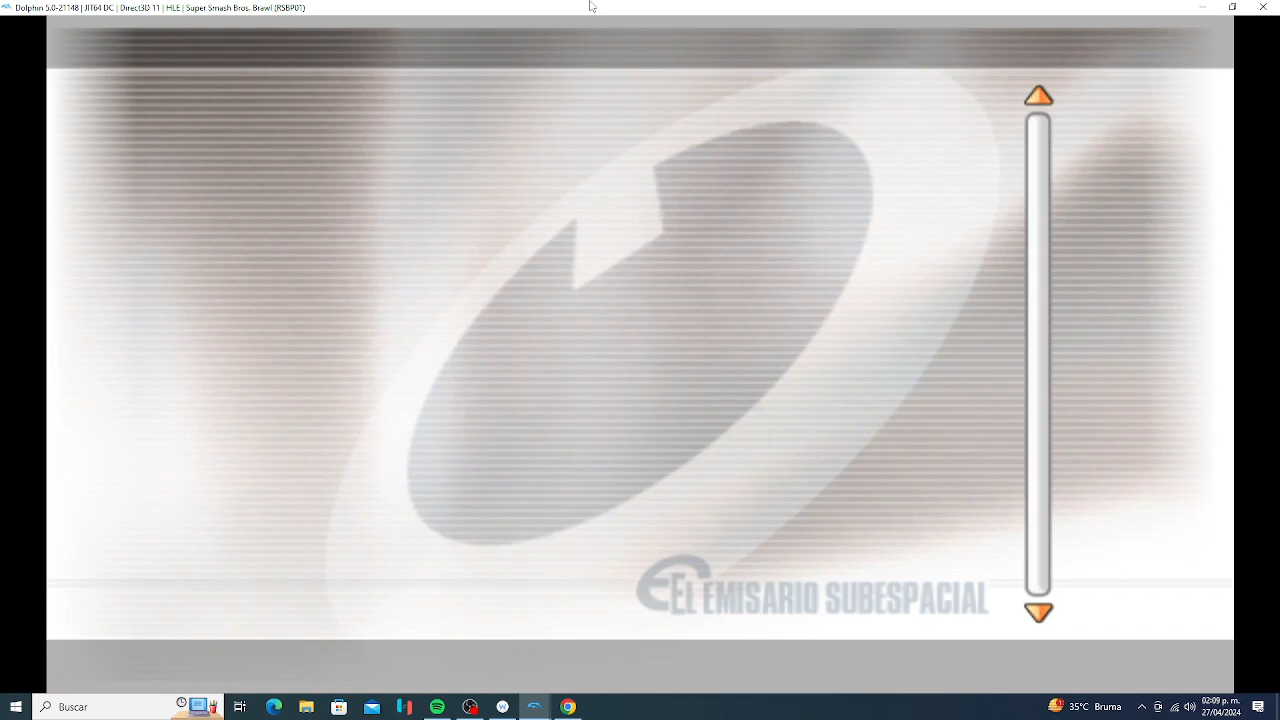 Dolphin 5.0-21148 | JIT64 DC | Direct3D 11 | HLE | Super Smash Bros. Brawl (RSBP01)
EL EMISARIO SUBESPACIAL
Buscar
35°C Bruma
02:09 p. m.
27/04/2024